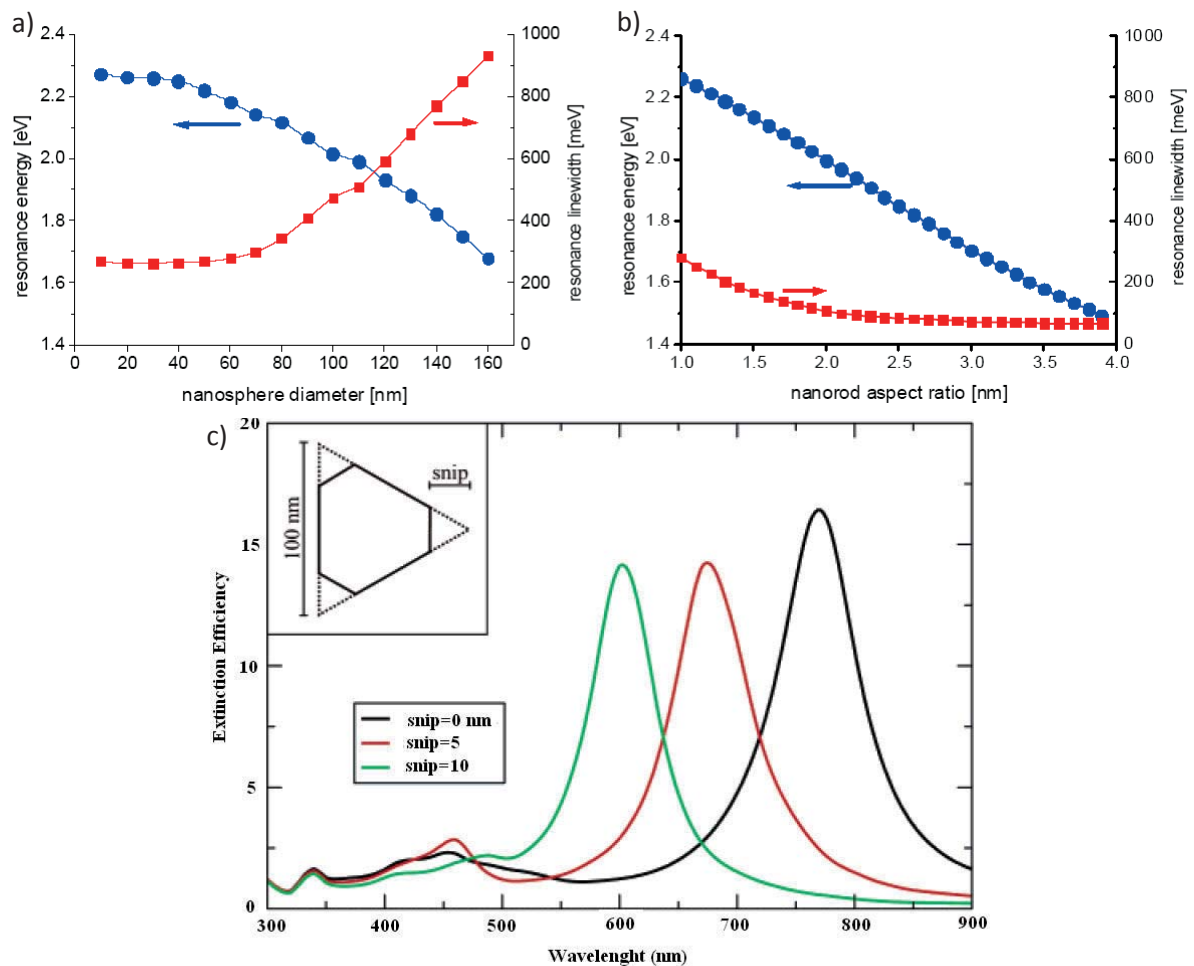 a)
2.4
2.2
2.0
1.8
1.6
1.4
resonance energy [eV]
0 20 40 60 80 100 120 140 160
nanosphere diameter [nm]
1000
800
600
400
200
0
resonance linewidth [meV]
b)
2.4
2.2
2.0
1.8
1.6
1.4
resonance energy [eV]
1.0 1.5 2.0 2.5 3.0 3.5 4.0
nanorod aspect ratio [nm]
1000
800
600
400
200
0
resonance linewidth [meV]
c)
20
15
10
5
0
Extinction Efficiency
100 nm
snip
snip=0 nm
snip=5
snip=10
300 400 500 600 700 800 900
Wavelenght (nm)